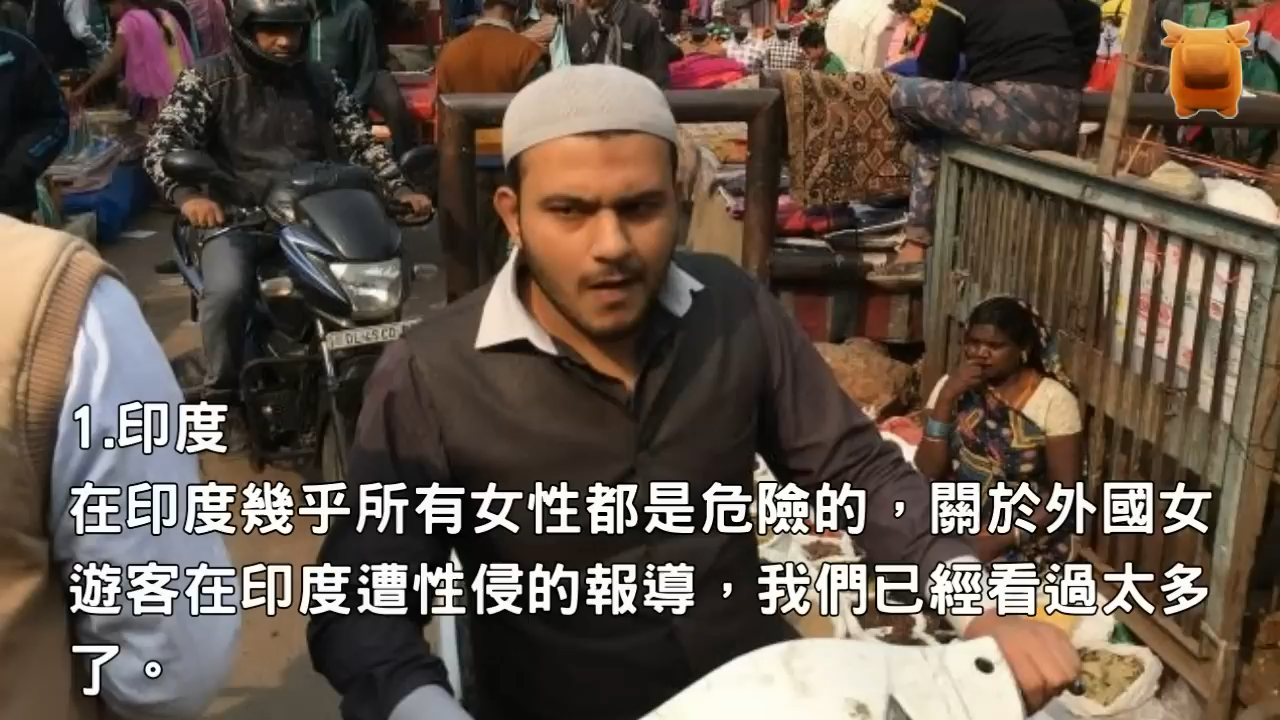 1.印度
在印度幾乎所有女性都是危險的，關於外國女
遊客在印度遭性侵的報導，我們已經看過太多
了。